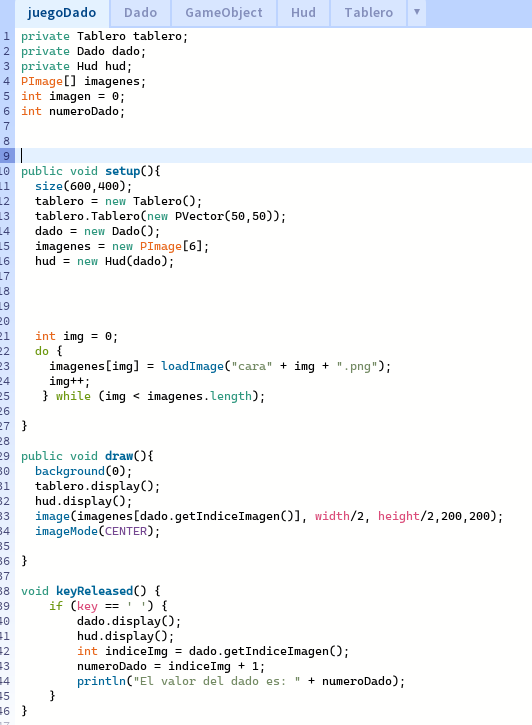 juegoDado Dado GameObject Hud Tablero ▼
1 private Tablero tablero;
2 private Dado dado;
3 private Hud hud;
4 PImage[] imagenes;
5 int imagen = 0;
6 int numeroDado;
7
8
9
10 public void setup(){
11 size(600,400);
12 tablero = new Tablero();
13 tablero.Tablero(new PVector(50,50));
14 dado = new Dado();
15 imagenes = new PImage[6];
16 hud = new Hud(dado);
17
18
19
20
21 int img = 0;
22 do {
23 imagenes[img] = loadImage("cara" + img + ".png");
24 img++;
25 } while (img < imagenes.length);
26
27 }
28
29 public void draw(){
30 background(0);
31 tablero.display();
32 hud.display();
33 image(imagenes[dado.getIndiceImagen()], width/2, height/2,200,200);
34 imageMode(CENTER);
35
36 }
37
38 void keyReleased() {
39 if (key == ' ') {
40 dado.display();
41 hud.display();
42 int indiceImg = dado.getIndiceImagen();
43 numeroDado = indiceImg + 1;
44 println("El valor del dado es: " + numeroDado);
45 }
46 }